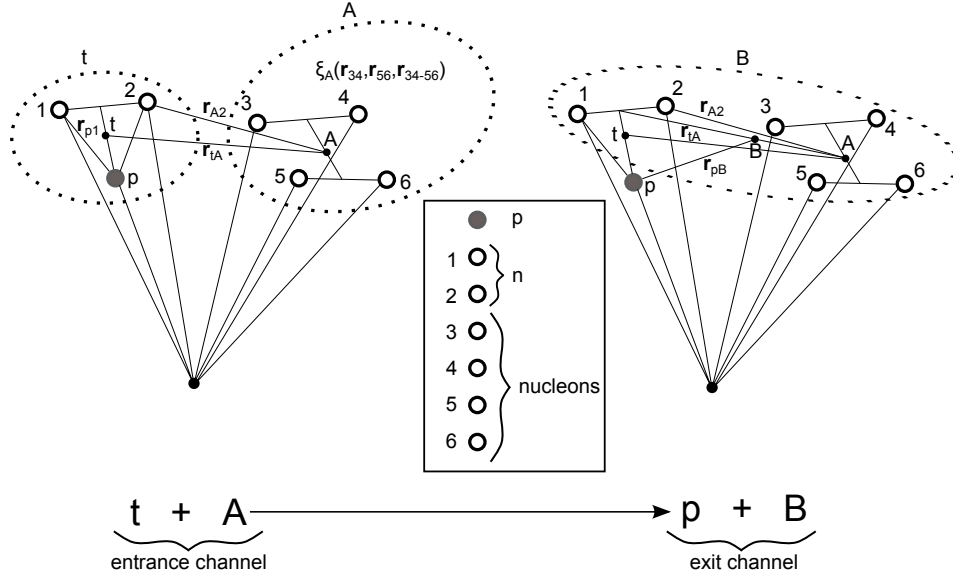 t
A
ξA(r34,r56,r34-56)
1
2
3
4
rA2
rp1
t
rtA
A
p
5
6
B
1
2
3
4
rA2
t
rtA
B
A
rpB
p
5
6
p
1
2
n
3
4
5
6
nucleons
t + A
p + B
entrance channel
exit channel